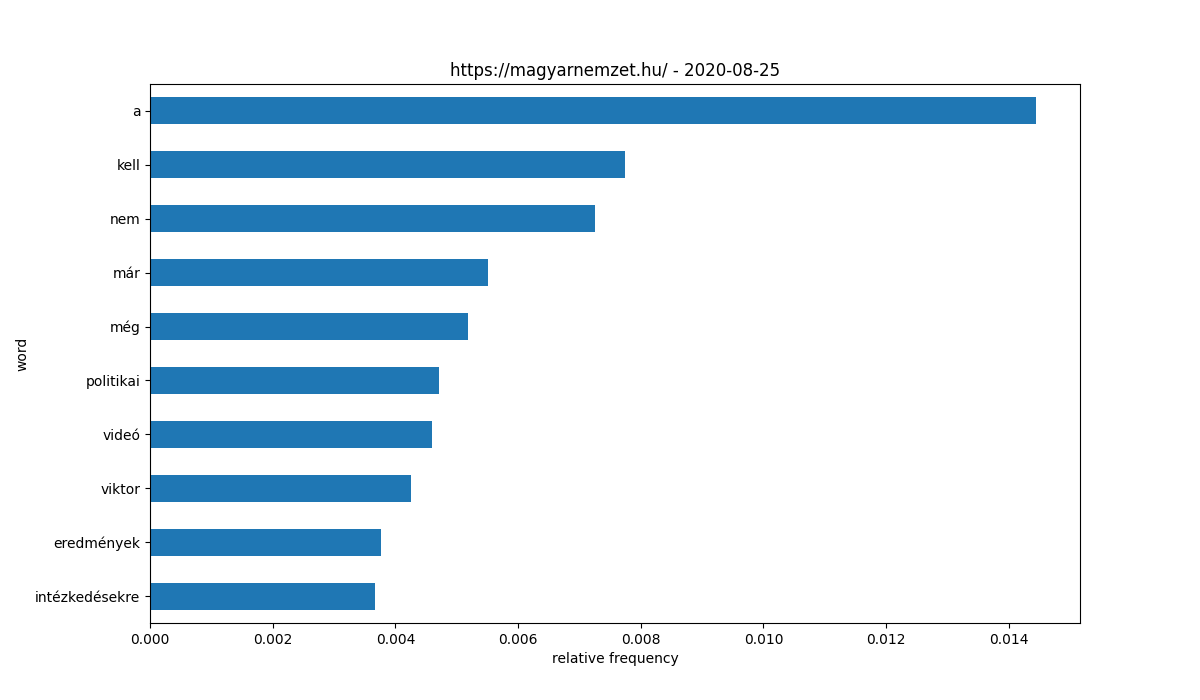 https://magyarnemzet.hu/ - 2020-08-25
a
kell
nem
már
még
politikai
videó
viktor
eredmények
intézkedésekre
word
0.000 0.002 0.004 0.006 0.008 0.010 0.012 0.014
relative frequency